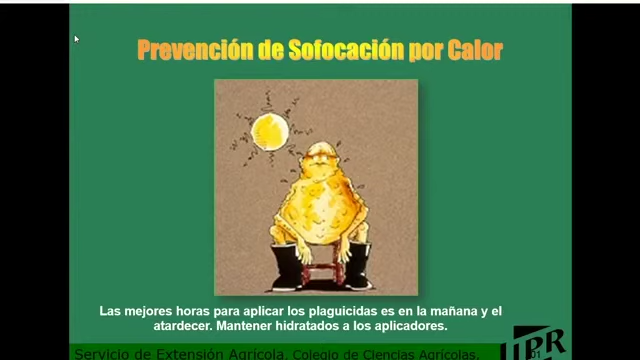 Prevención de Sofocación por Calor
Las mejores horas para aplicar los plaguicidas es en la mañana y el
atardecer. Mantener hidratados a los aplicadores.
Servicio de Extensión Agrícola, Colegio de Ciencias Agrícolas,
UPR